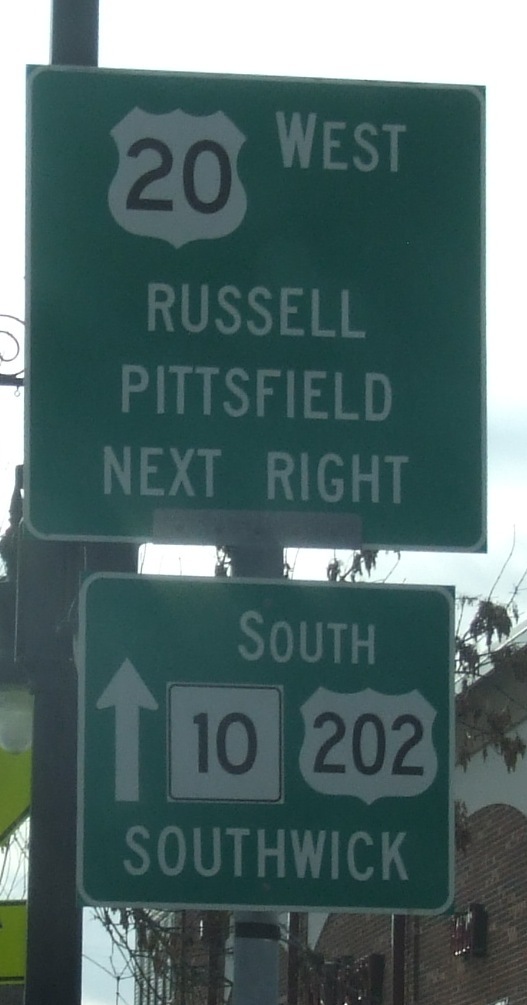 20 WEST
RUSSELL
PITTSFIELD
NEXT RIGHT
SOUTH
10 202
SOUTHWICK